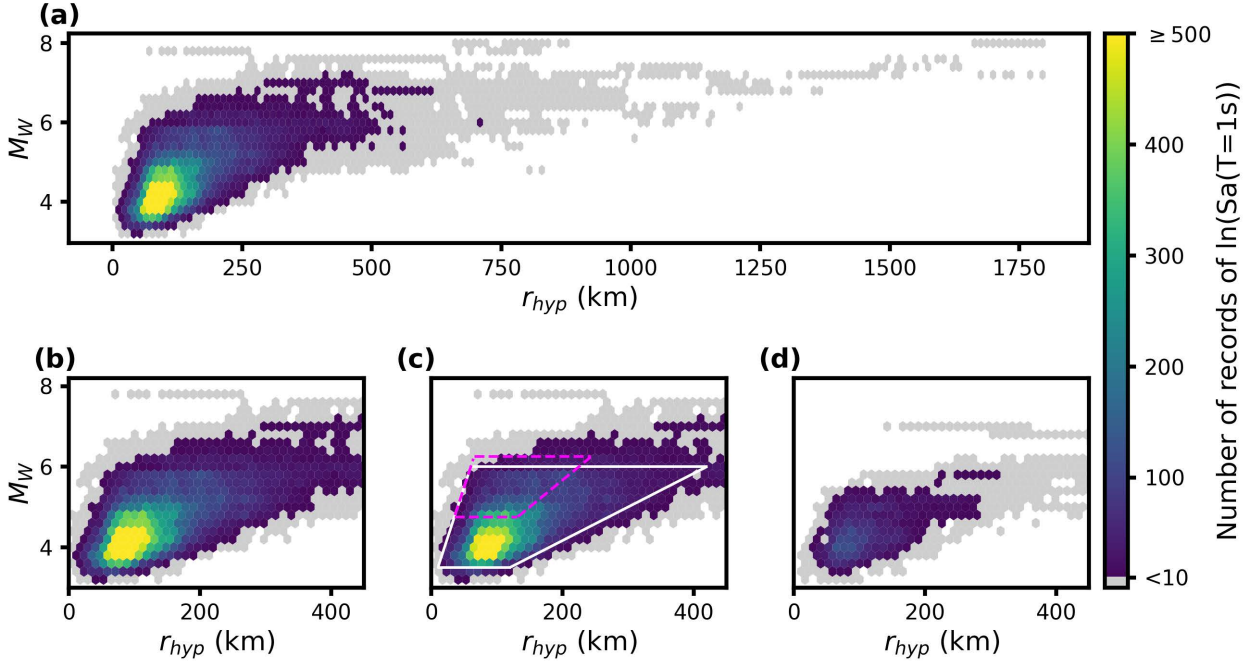 (a)
8
6
4
M_W
0 250 500 750 1000 1250 1500 1750
r_hyp (km)
≥ 500
400
300
200
100
<10
Number of records of ln(Sa(T=1s))
(b)
8
6
4
M_W
0 200 400
r_hyp (km)
(c)
0 200 400
r_hyp (km)
(d)
0 200 400
r_hyp (km)